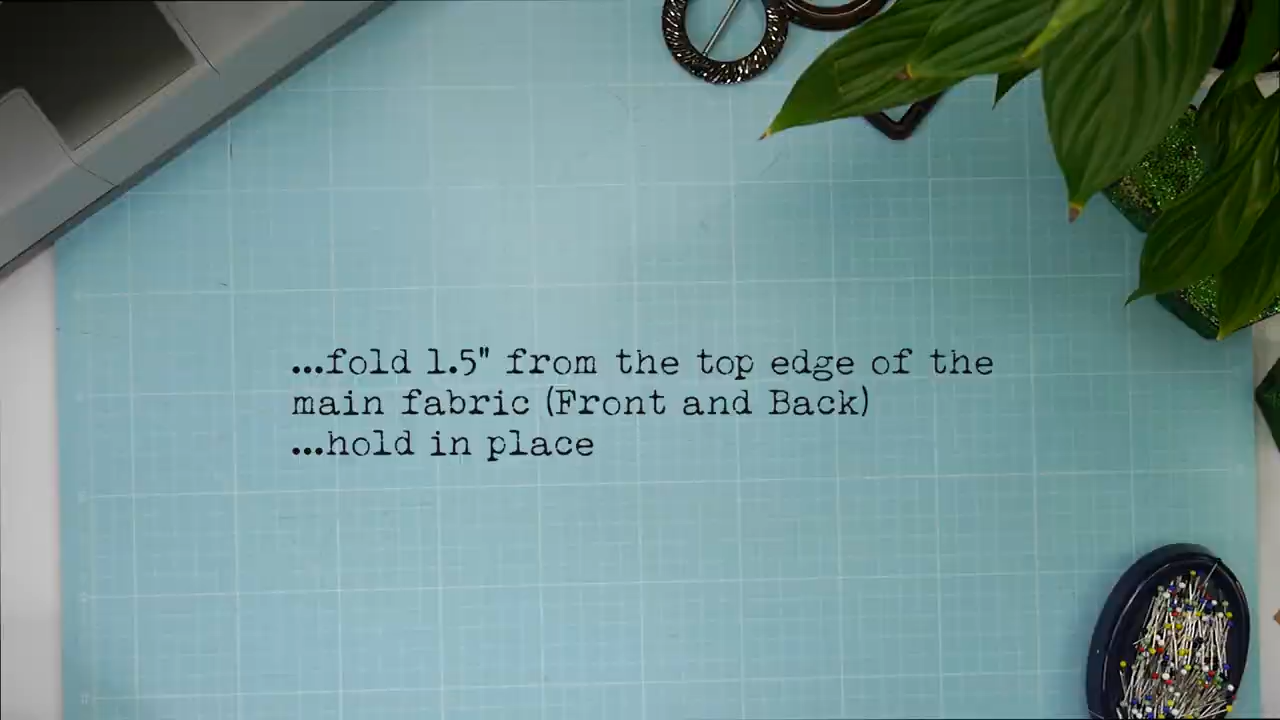 ...fold 1.5" from the top edge of the
main fabric (Front and Back)
...hold in place